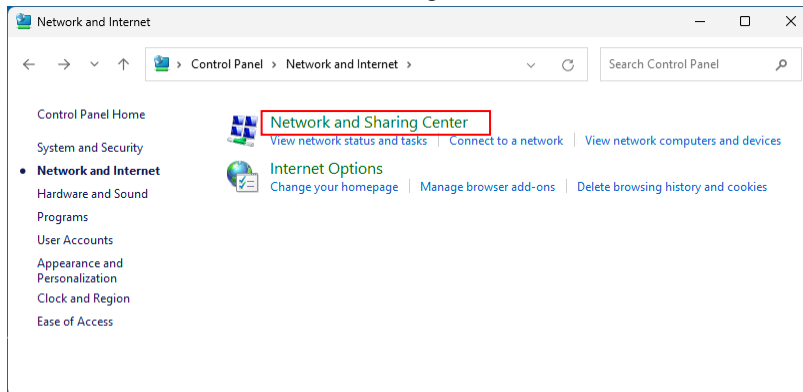 Network and Internet
Control Panel > Network and Internet >
Search Control Panel
Control Panel Home
System and Security
Network and Internet
Hardware and Sound
Programs
User Accounts
Appearance and
Personalization
Clock and Region
Ease of Access
Network and Sharing Center
View network status and tasks | Connect to a network | View network computers and devices
Internet Options
Change your homepage | Manage browser add-ons | Delete browsing history and cookies